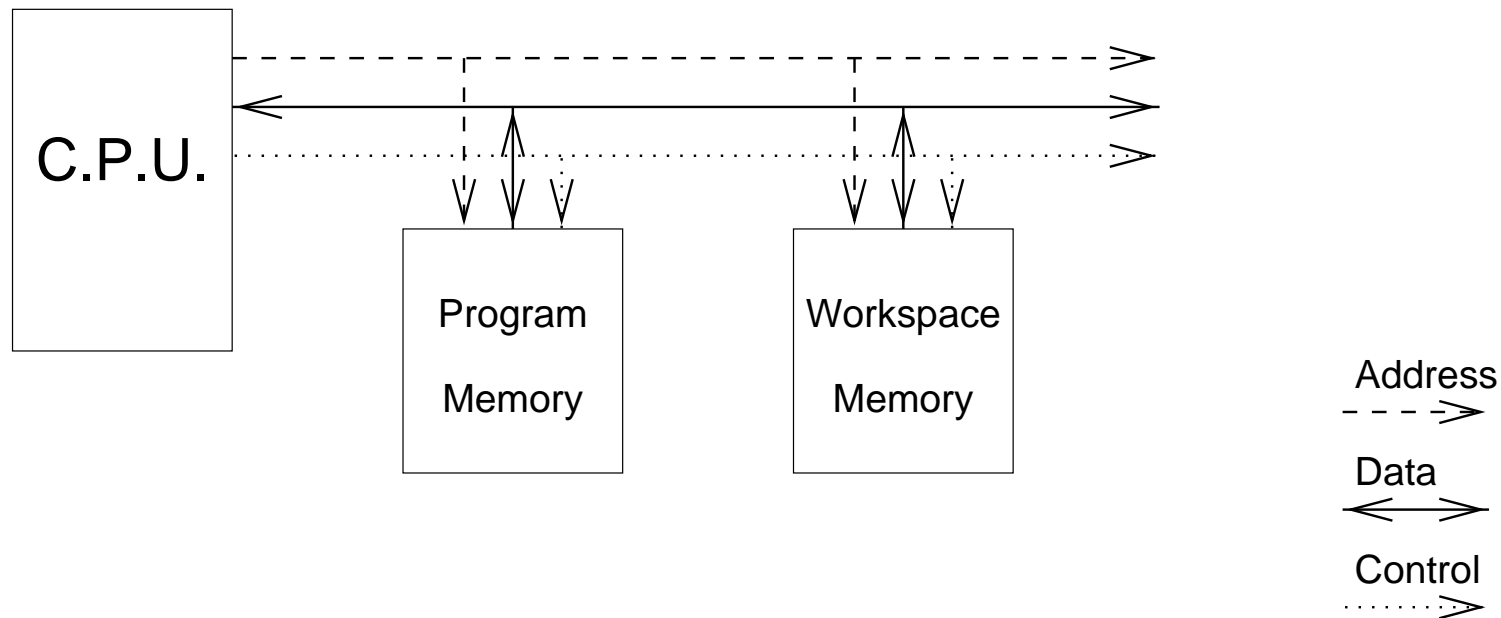 C.P.U.
Program
Memory
Workspace
Memory
Address
Data
Control